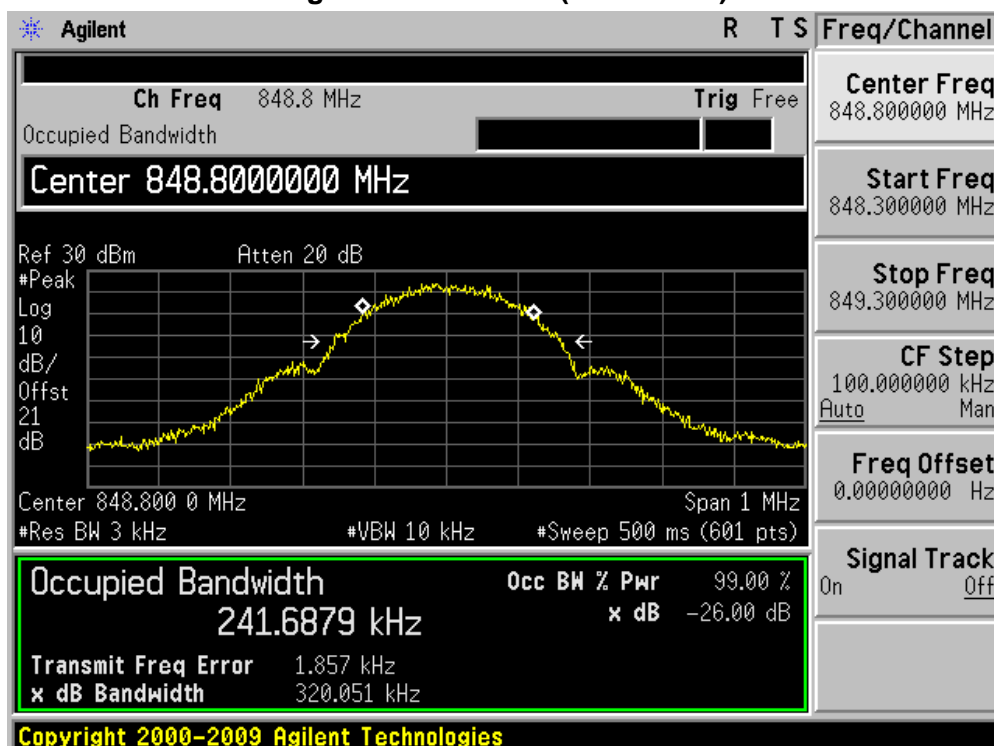 Agilent R T S
Freq/Channel
Ch Freq 848.8 MHz Trig Free
Occupied Bandwidth
Center 848.8000000 MHz
Ref 30 dBm Atten 20 dB
#Peak
Log
10
dB/
Offst
21
dB
Center 848.800 0 MHz Span 1 MHz
#Res BW 3 kHz #VBW 10 kHz #Sweep 500 ms (601 pts)
Occupied Bandwidth
241.6879 kHz
Occ BW % Pwr 99.00 %
x dB -26.00 dB
Transmit Freq Error 1.857 kHz
x dB Bandwidth 320.051 kHz
Center Freq
848.800000 MHz
Start Freq
848.300000 MHz
Stop Freq
849.300000 MHz
CF Step
100.000000 kHz
Auto Man
Freq Offset
0.00000000 Hz
Signal Track
On Off
Copyright 2000-2009 Agilent Technologies